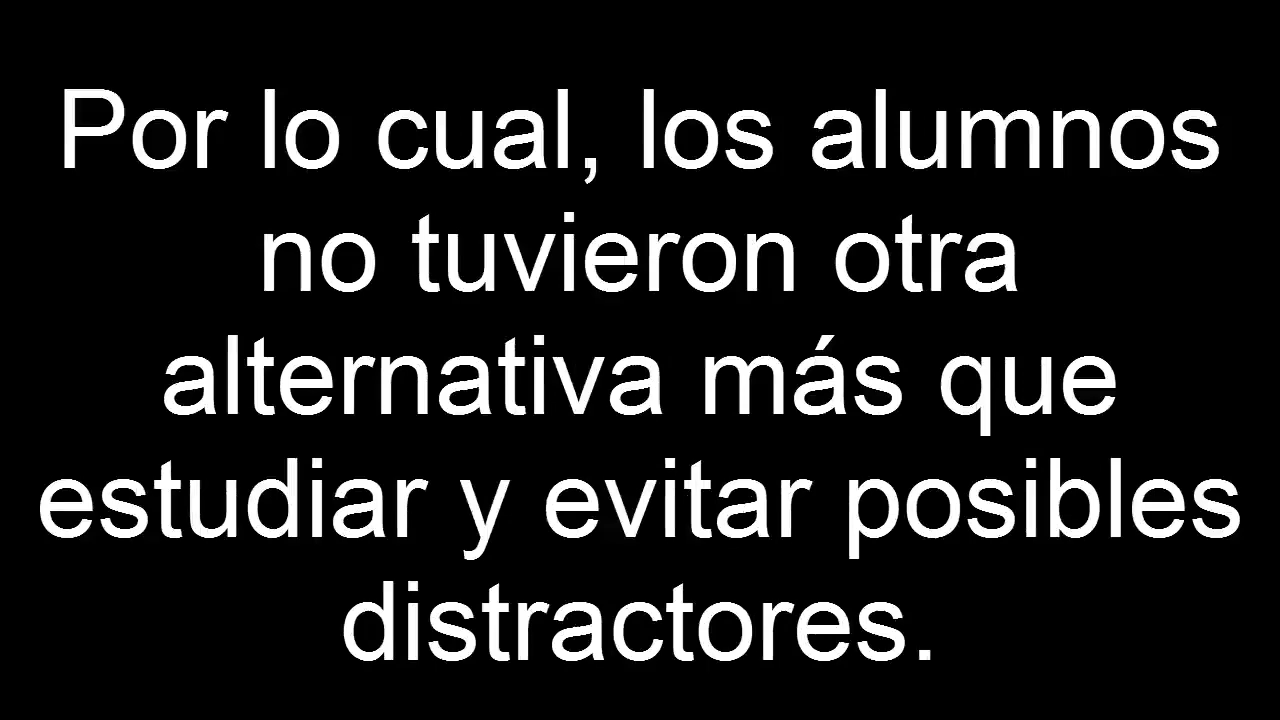 Por lo cual, los alumnos
no tuvieron otra
alternativa más que
estudiar y evitar posibles
distractores.